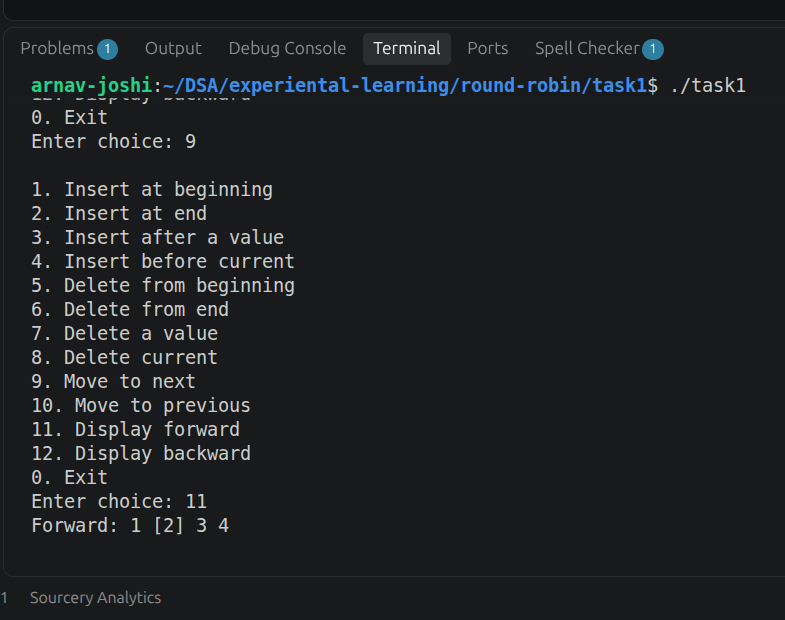 Problems 1 Output Debug Console Terminal Ports Spell Checker 1
arnav-joshi:~/DSA/experiental-learning/round-robin/task1$ ./task1
12. Display backward
0. Exit
Enter choice: 9
1. Insert at beginning
2. Insert at end
3. Insert after a value
4. Insert before current
5. Delete from beginning
6. Delete from end
7. Delete a value
8. Delete current
9. Move to next
10. Move to previous
11. Display forward
12. Display backward
0. Exit
Enter choice: 11
Forward: 1 [2] 3 4
1 Sourcery Analytics